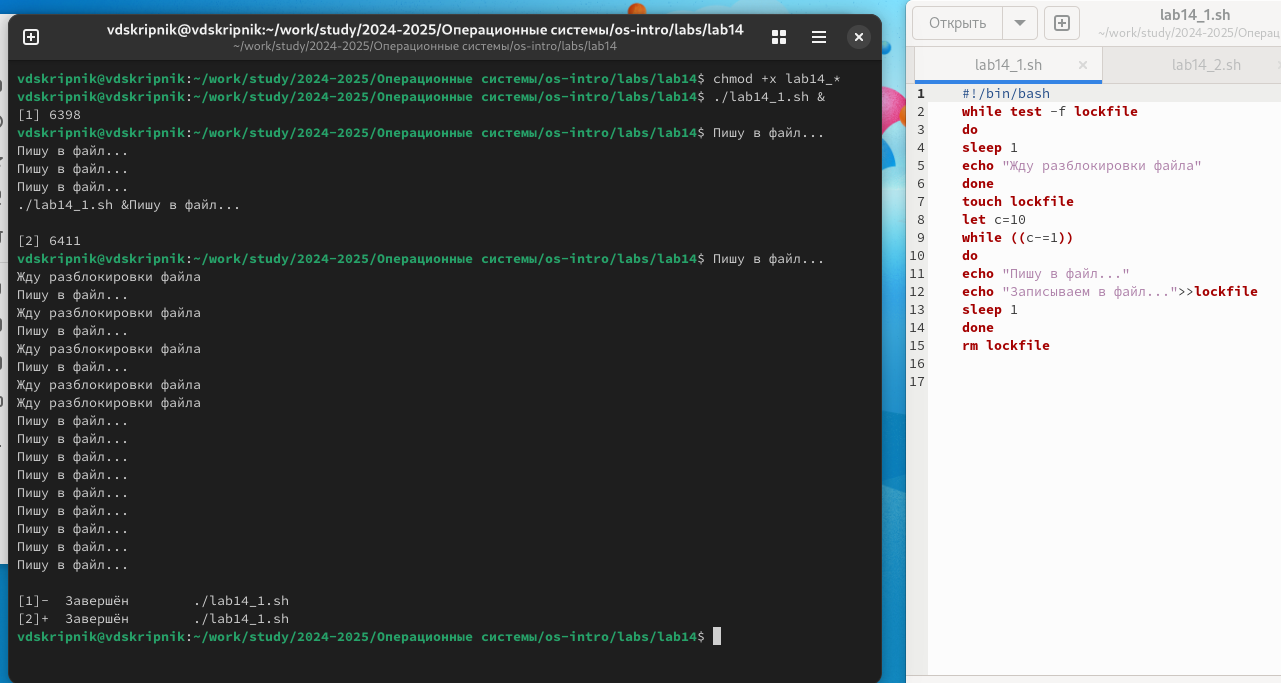 vdskripnik@vdskripnik:~/work/study/2024-2025/Операционные системы/os-intro/labs/lab14
~/work/study/2024-2025/Операционные системы/os-intro/labs/lab14
vdskripnik@vdskripnik:~/work/study/2024-2025/Операционные системы/os-intro/labs/lab14$ chmod +x lab14_*
vdskripnik@vdskripnik:~/work/study/2024-2025/Операционные системы/os-intro/labs/lab14$ ./lab14_1.sh &
[1] 6398
vdskripnik@vdskripnik:~/work/study/2024-2025/Операционные системы/os-intro/labs/lab14$ Пишу в файл...
Пишу в файл...
Пишу в файл...
Пишу в файл...
./lab14_1.sh &Пишу в файл...
[2] 6411
vdskripnik@vdskripnik:~/work/study/2024-2025/Операционные системы/os-intro/labs/lab14$ Пишу в файл...
Жду разблокировки файла
Пишу в файл...
Жду разблокировки файла
Пишу в файл...
Жду разблокировки файла
Пишу в файл...
Жду разблокировки файла
Жду разблокировки файла
Пишу в файл...
Пишу в файл...
Пишу в файл...
Пишу в файл...
Пишу в файл...
Пишу в файл...
Пишу в файл...
Пишу в файл...
Пишу в файл...
[1]- Завершён ./lab14_1.sh
[2]+ Завершён ./lab14_1.sh
vdskripnik@vdskripnik:~/work/study/2024-2025/Операционные системы/os-intro/labs/lab14$
Открыть
lab14_1.sh
~/work/study/2024-2025/Операц
lab14_1.sh
lab14_2.sh
1 #!/bin/bash
2 while test -f lockfile
3 do
4 sleep 1
5 echo "Жду разблокировки файла"
6 done
7 touch lockfile
8 let c=10
9 while ((c-=1))
10 do
11 echo "Пишу в файл..."
12 echo "Записываем в файл...">>lockfile
13 sleep 1
14 done
15 rm lockfile
16
17